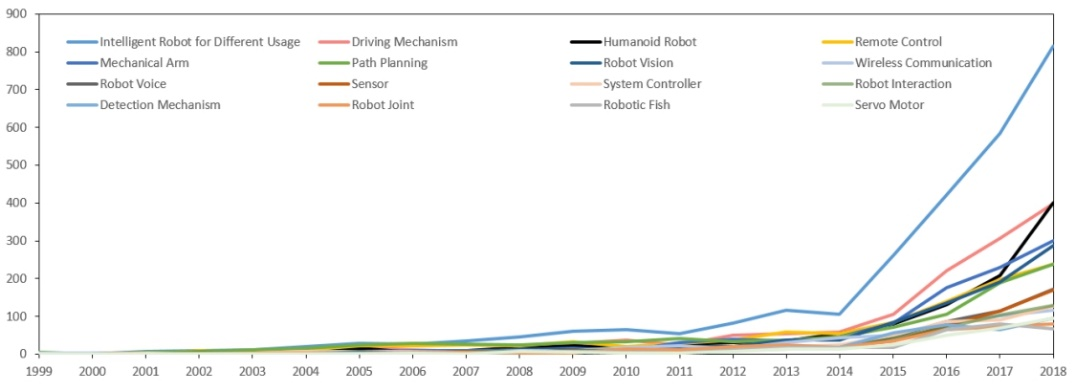 900
800
700
600
500
400
300
200
100
0
Intelligent Robot for Different Usage Driving Mechanism Humanoid Robot Remote Control
Mechanical Arm Path Planning Robot Vision Wireless Communication
Robot Voice Sensor System Controller Robot Interaction
Detection Mechanism Robot Joint Robotic Fish Servo Motor
1999 2000 2001 2002 2003 2004 2005 2006 2007 2008 2009 2010 2011 2012 2013 2014 2015 2016 2017 2018